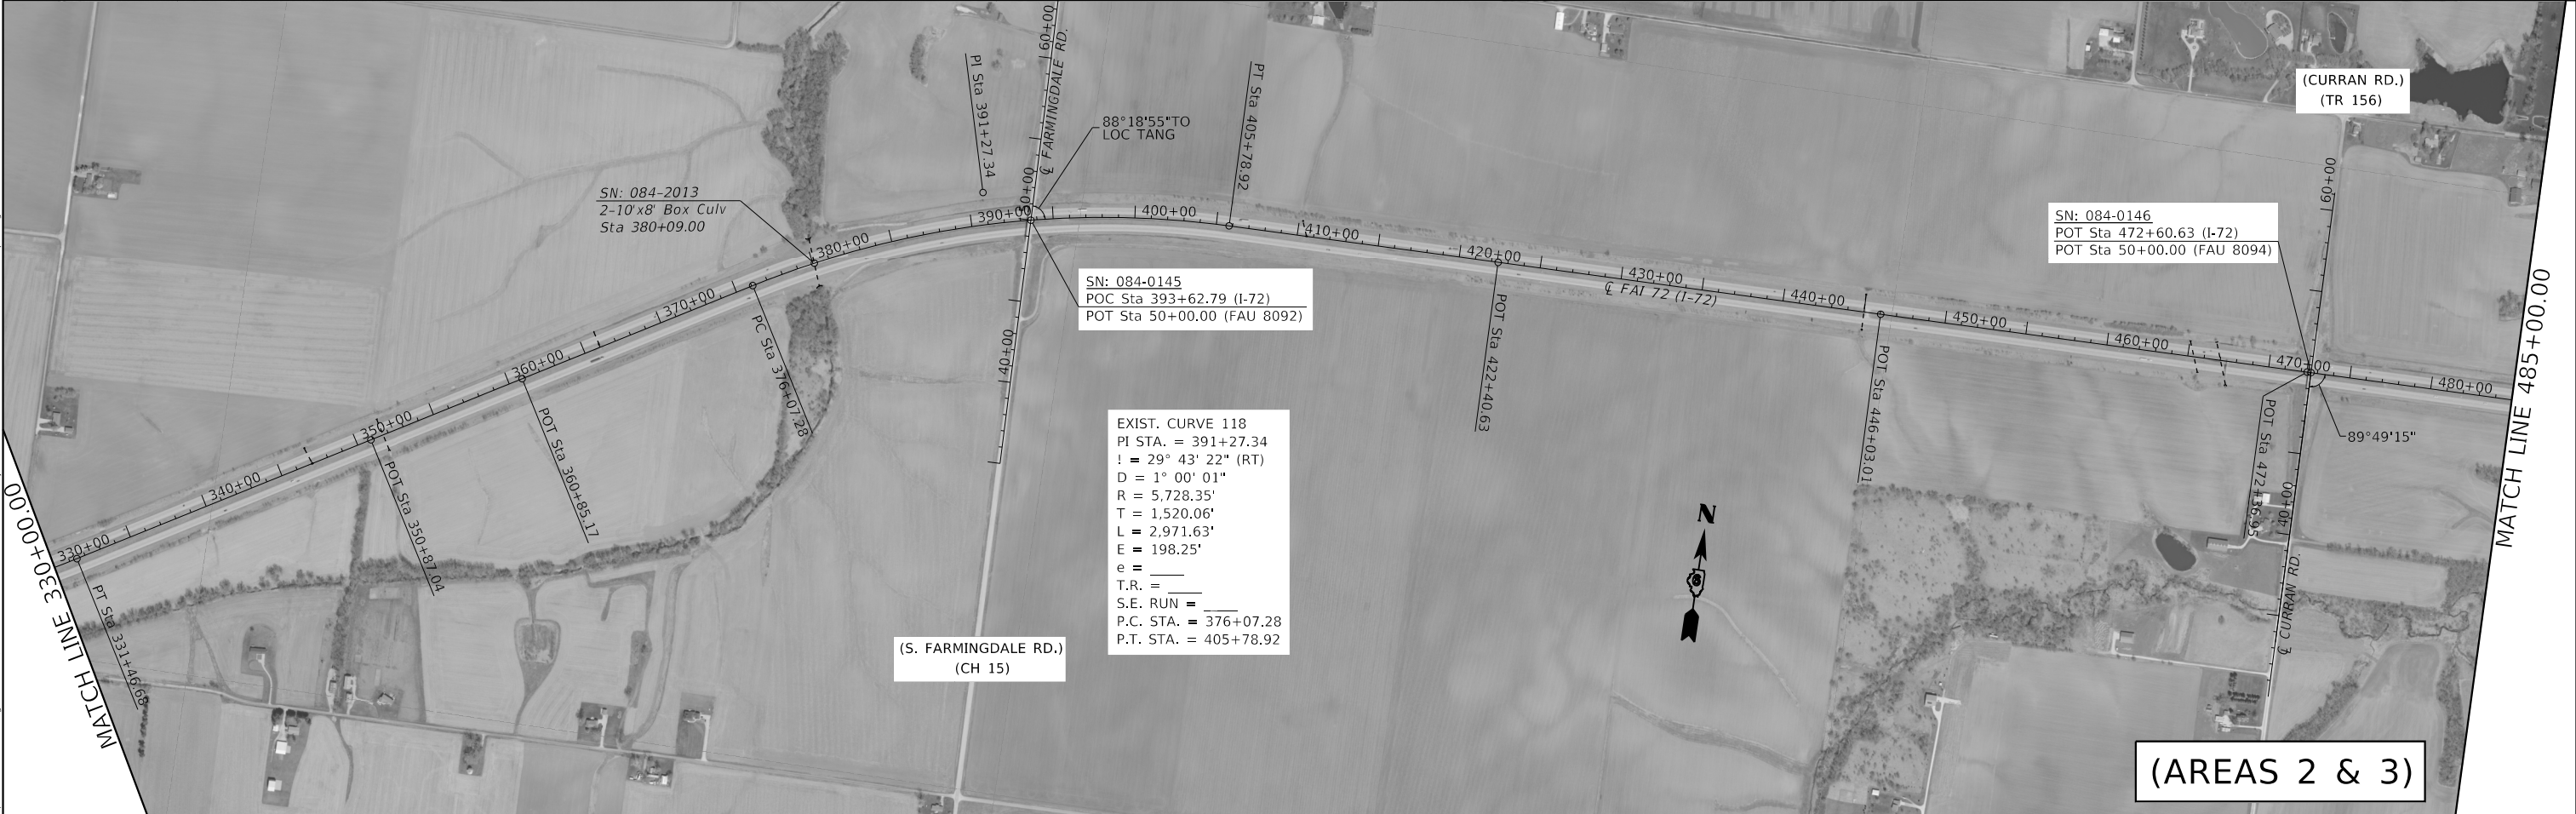 60+00
℄ FARMINGDALE RD.
PI Sta 391+27.34
88°18'55"TO
LOC TANG
PT Sta 405+78.92
(CURRAN RD.)
(TR 156)
SN: 084-2013
2-10'x8' Box Culv
Sta 380+09.00
50+00
60+00
SN: 084-0146
POT Sta 472+60.63 (I-72)
POT Sta 50+00.00 (FAU 8094)
330+00
340+00
350+00
360+00
370+00
380+00
390+00
400+00
410+00
420+00
430+00
440+00
450+00
460+00
470+00
480+00
℄ FAI 72 (I-72)
SN: 084-0145
POC Sta 393+62.79 (I-72)
POT Sta 50+00.00 (FAU 8092)
40+00
MATCH LINE 330+00.00
PT Sta 331+46.68
POT Sta 350+87.04
POT Sta 360+85.17
PC Sta 376+07.28
POT Sta 422+40.63
POT Sta 446+03.01
POT Sta 472+36.95
89°49'15"
40+00
℄ CURRAN RD.
MATCH LINE 485+00.00
EXIST. CURVE 118
PI STA. = 391+27.34
! = 29° 43' 22" (RT)
D = 1° 00' 01"
R = 5,728.35'
T = 1,520.06'
L = 2,971.63'
E = 198.25'
e = ____
T.R. = ____
S.E. RUN = ____
P.C. STA. = 376+07.28
P.T. STA. = 405+78.92
N
(S. FARMINGDALE RD.)
(CH 15)
(AREAS 2 & 3)